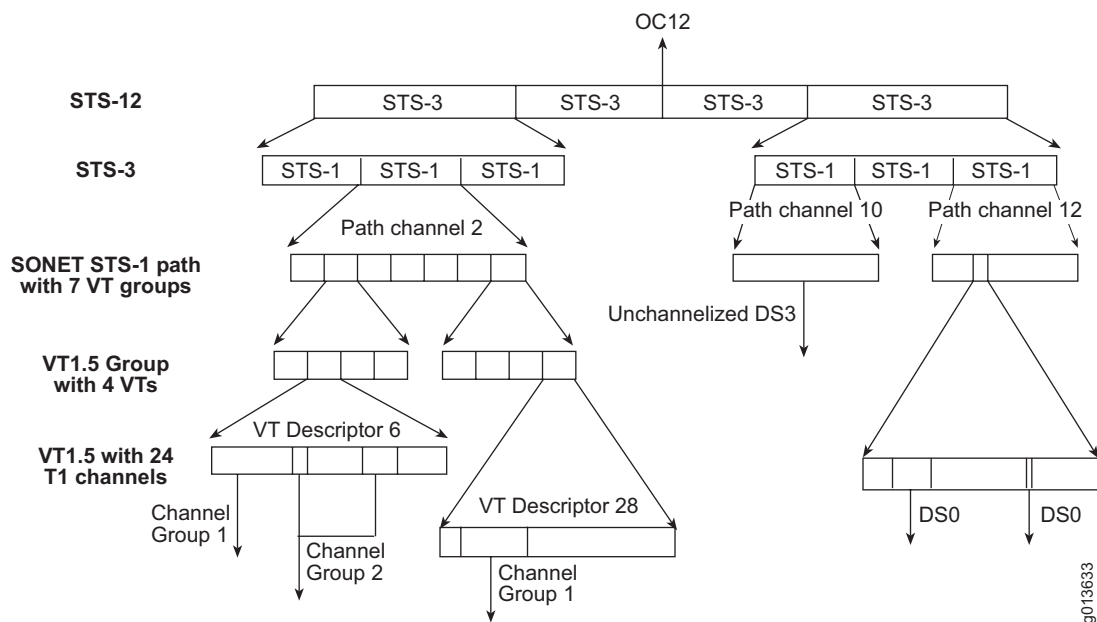 OC12
STS-12
STS-3
STS-3
STS-3
STS-3
STS-3
STS-1
STS-1
STS-1
STS-1
STS-1
STS-1
Path channel 2
Path channel 10
Path channel 12
SONET STS-1 path
with 7 VT groups
Unchannelized DS3
VT1.5 Group
with 4 VTs
VT Descriptor 6
VT1.5 with 24
T1 channels
VT Descriptor 28
Channel
Group 1
Channel
Group 2
Channel
Group 1
DS0
DS0
g013633